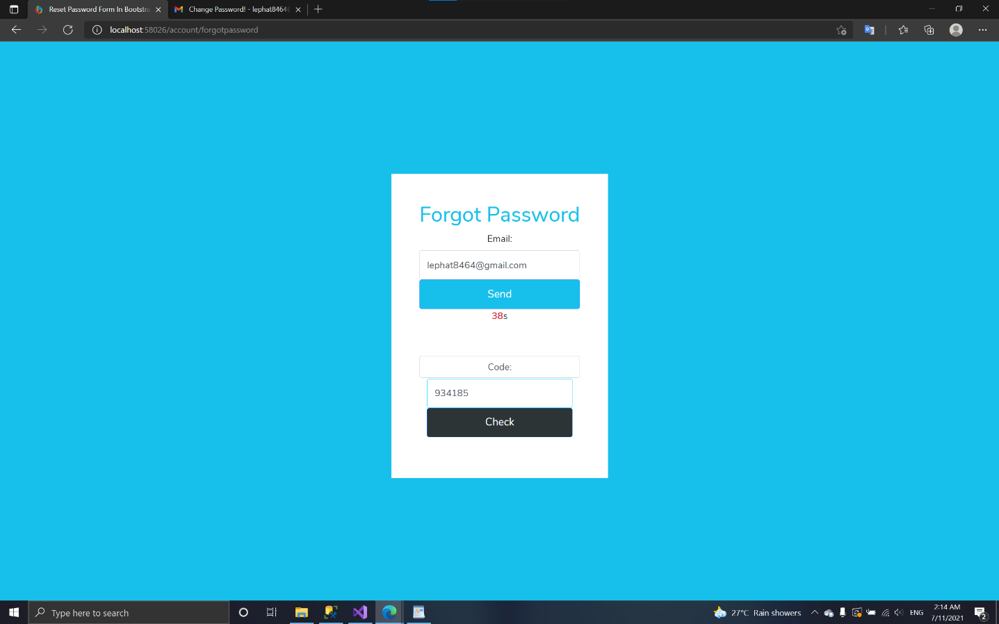 Reset Password Form In Bootstra
Change Password! - lephat8464
localhost:58026/account/forgotpassword
Forgot Password
Email:
lephat8464@gmail.com
Send
38s
Code:
934185
Check
Type here to search
27°C Rain showers
ENG
2:14 AM
7/11/2021
2